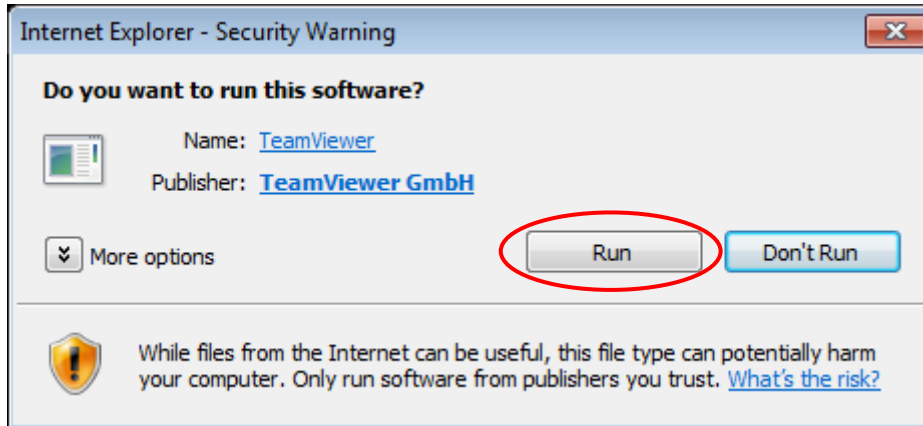 Internet Explorer - Security Warning
Do you want to run this software?
Name: TeamViewer
Publisher: TeamViewer GmbH
More options
Run
Don't Run
While files from the Internet can be useful, this file type can potentially harm
your computer. Only run software from publishers you trust. What's the risk?